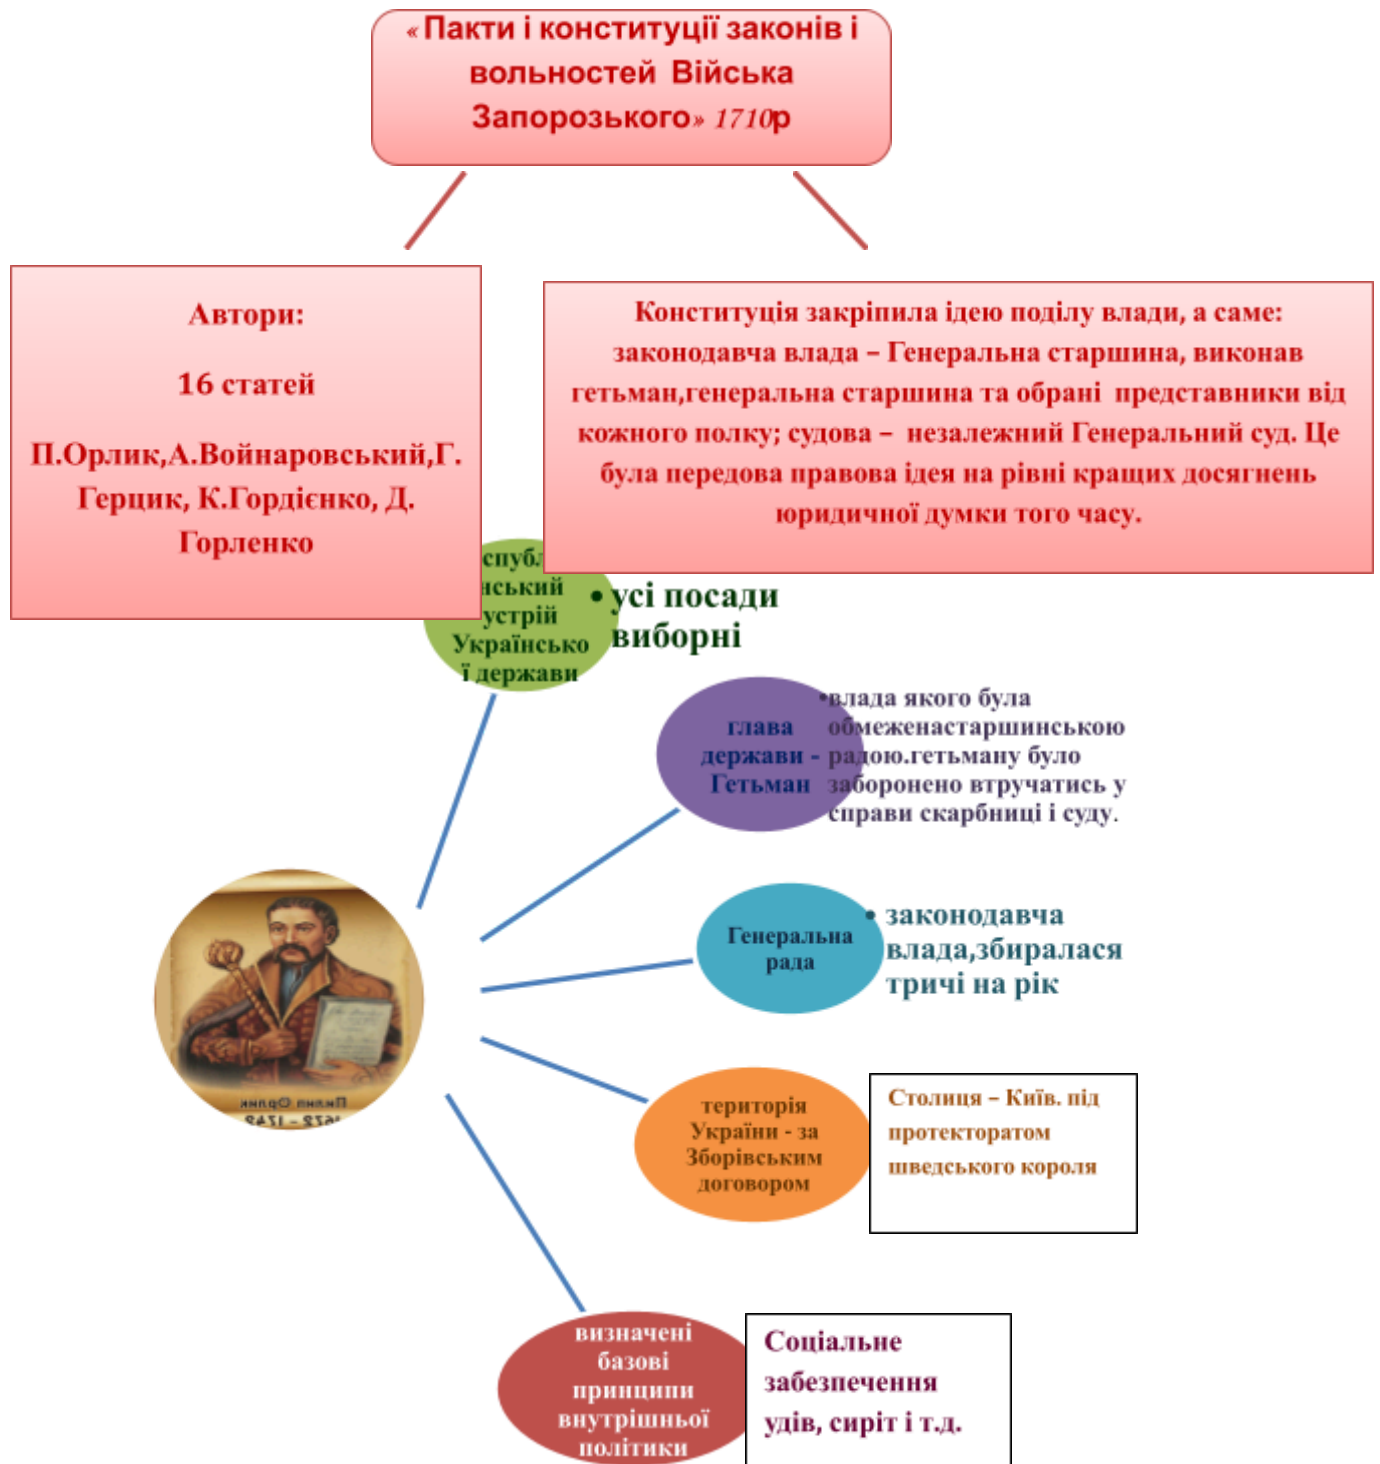 « Пакти і конституції законів і
вольностей Війська
Запорозького» 1710р
Автори:
16 статей
П.Орлик,А.Войнаровський,Г.
Герцик, К.Гордієнко, Д.
Горленко
Конституція закріпила ідею поділу влади, а саме:
законодавча влада – Генеральна старшина, виконав
гетьман,генеральна старшина та обрані представники від
кожного полку; судова – незалежний Генеральний суд. Це
була передова правова ідея на рівні кращих досягнень
юридичної думки того часу.
устрій
Українсько
ї держави
• усі посади
виборні
глава
держави -
Гетьман
•влада якого була
обмеженастаршинською
радою.гетьману було
заборонено втручатись у
справи скарбниці і суду.
Генеральна
рада
• законодавча
влада,збиралася
тричі на рік
Пилип Орлик
територія
України - за
Зборівським
договором
Столиця – Київ. під
протекторатом
шведського короля
визначені
базові
принципи
внутрішньої
політики
Соціальне
забезпечення
удів, сиріт і т.д.